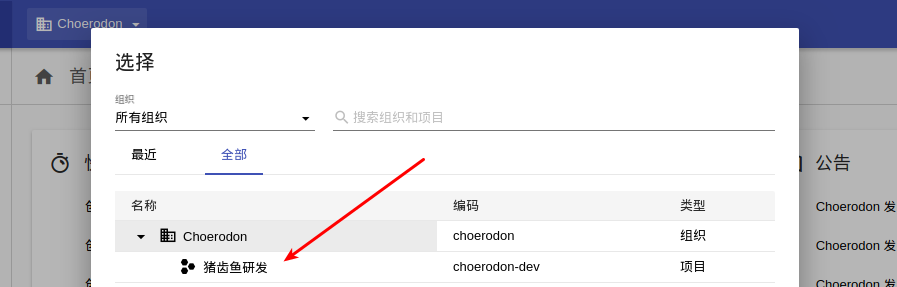 Choerodon
首页
选择
组织
所有组织
搜索组织和项目
最近
全部
公告
名称
编码
类型
Choerodon 发
Choerodon
choerodon
组织
Choerodon 发
猪齿鱼研发
choerodon-dev
项目
Choerodon 发